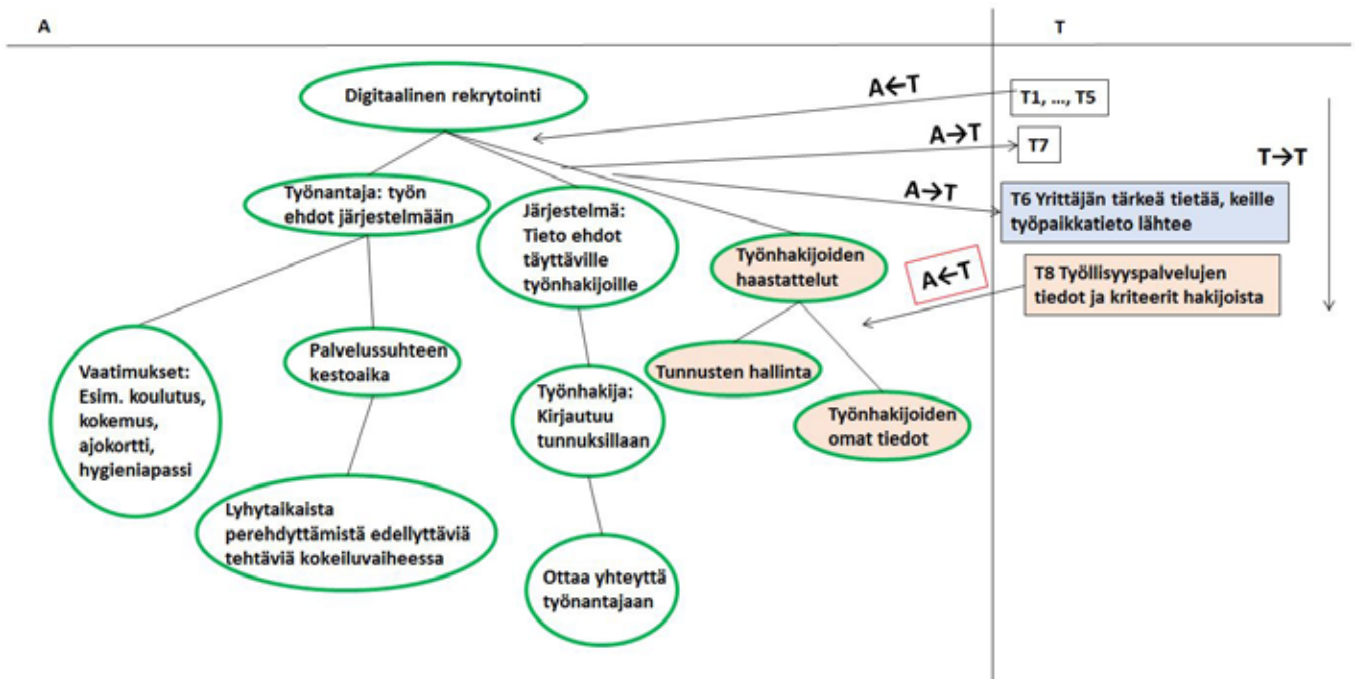 A
T
Digitaalinen rekrytointi
A←T
T1, ..., T5
A→T
T7
T→T
A→T
T6 Yrittäjän tärkeä tietää, keille
työpaikkatieto lähtee
Työnantaja: työn
ehdot järjestelmään
Järjestelmä:
Tieto ehdot
täyttäville
työnhakijoille
Työnhakijoiden
haastattelut
A←T
T8 Työllisyyspalvelujen
tiedot ja kriteerit hakijoista
Vaatimukset:
Esim. koulutus,
kokemus,
ajokortti,
hygieniapassi
Palvelussuhteen
kestoaika
Työnhakija:
Kirjautuu
tunnuksillaan
Tunnusten hallinta
Työnhakijoiden
omat tiedot
Lyhytaikaista
perehdyttämistä edellyttäviä
tehtäviä kokeiluvaiheessa
Ottaa yhteyttä
työnantajaan